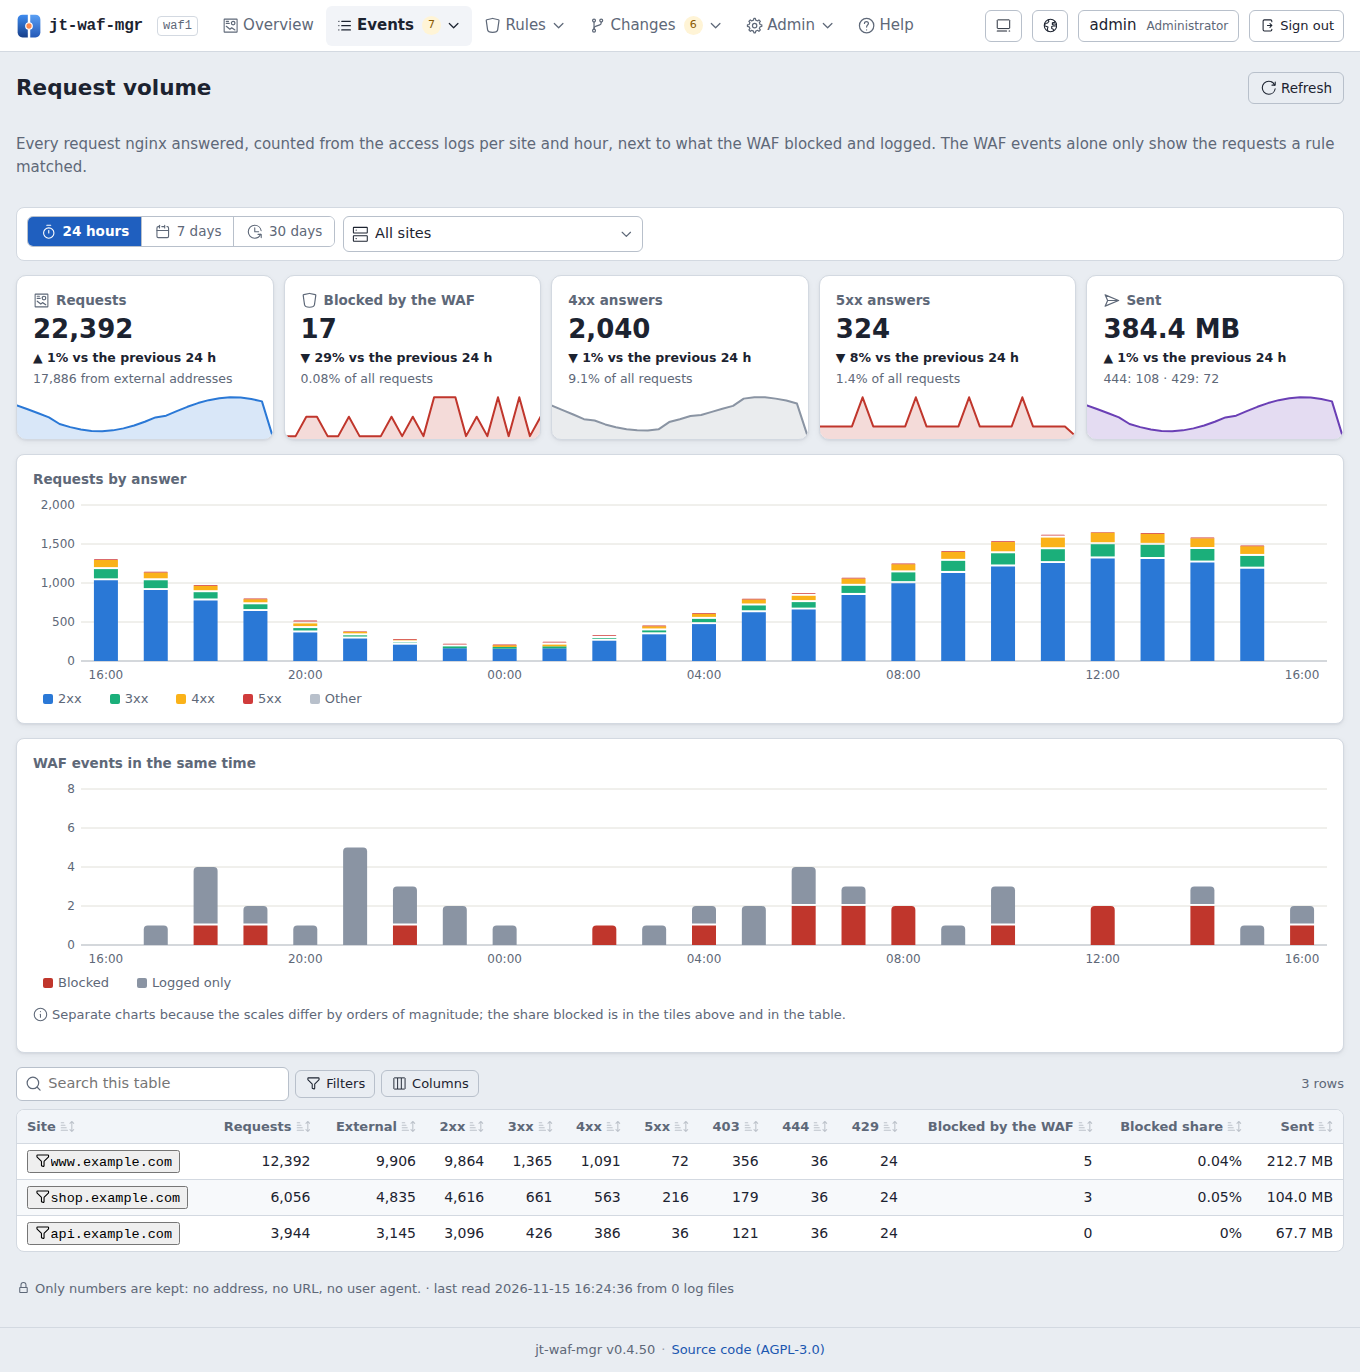 jt-waf-mgr waf1 Overview Events 7 Rules Changes 6 Admin Help admin Administrator Sign out
Request volume Refresh
Every request nginx answered, counted from the access logs per site and hour, next to what the WAF blocked and logged. The WAF events alone only show the requests a rule
matched.
24 hours 7 days 30 days All sites
Requests
22,392
▲ 1% vs the previous 24 h
17,886 from external addresses
Blocked by the WAF
17
▼ 29% vs the previous 24 h
0.08% of all requests
4xx answers
2,040
▼ 1% vs the previous 24 h
9.1% of all requests
5xx answers
324
▼ 8% vs the previous 24 h
1.4% of all requests
Sent
384.4 MB
▲ 1% vs the previous 24 h
444: 108 · 429: 72
Requests by answer
2,000
1,500
1,000
500
0
16:00 20:00 00:00 04:00 08:00 12:00 16:00
2xx 3xx 4xx 5xx Other
WAF events in the same time
8
6
4
2
0
16:00 20:00 00:00 04:00 08:00 12:00 16:00
Blocked Logged only
Separate charts because the scales differ by orders of magnitude; the share blocked is in the tiles above and in the table.
Search this table Filters Columns 3 rows
Site Requests External 2xx 3xx 4xx 5xx 403 444 429 Blocked by the WAF Blocked share Sent
www.example.com 12,392 9,906 9,864 1,365 1,091 72 356 36 24 5 0.04% 212.7 MB
shop.example.com 6,056 4,835 4,616 661 563 216 179 36 24 3 0.05% 104.0 MB
api.example.com 3,944 3,145 3,096 426 386 36 121 36 24 0 0% 67.7 MB
Only numbers are kept: no address, no URL, no user agent. · last read 2026-11-15 16:24:36 from 0 log files
jt-waf-mgr v0.4.50 · Source code (AGPL-3.0)